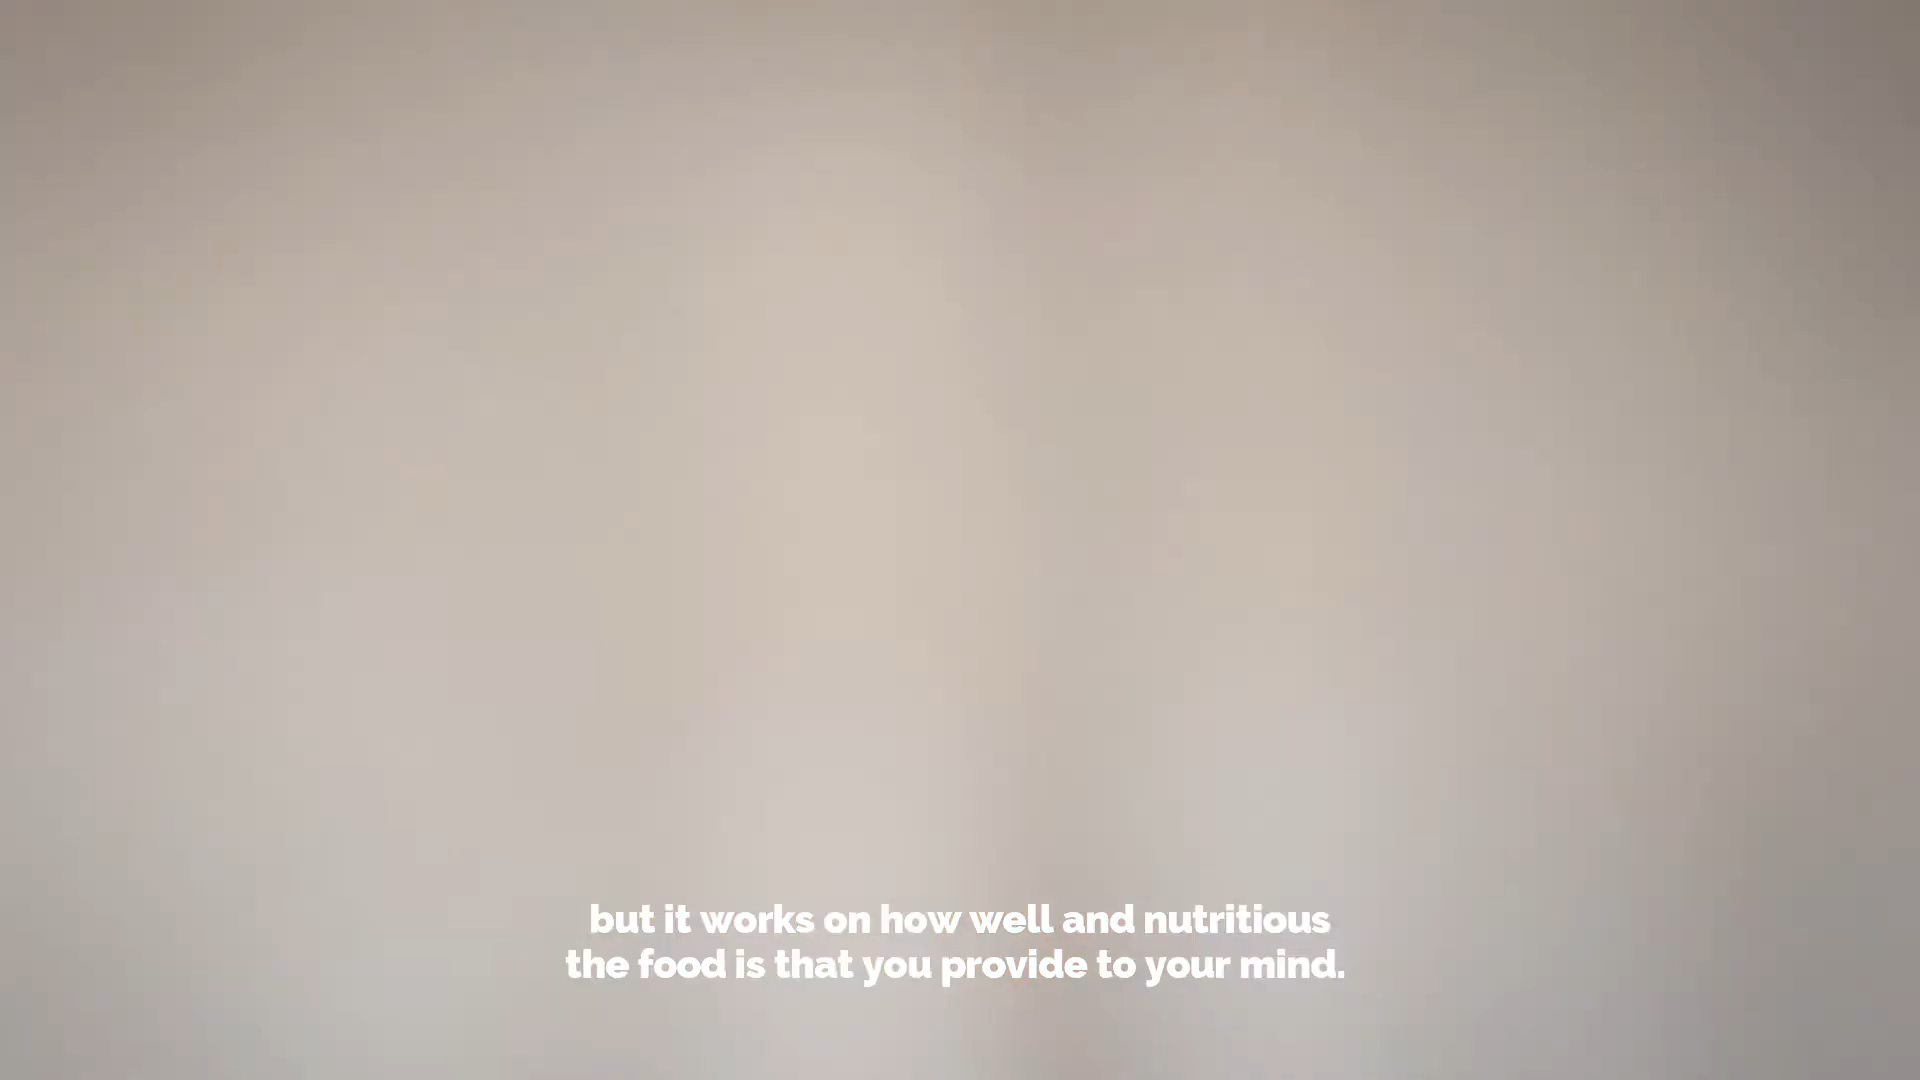 but it works on how well and nutritious
the food is that you provide to your mind.